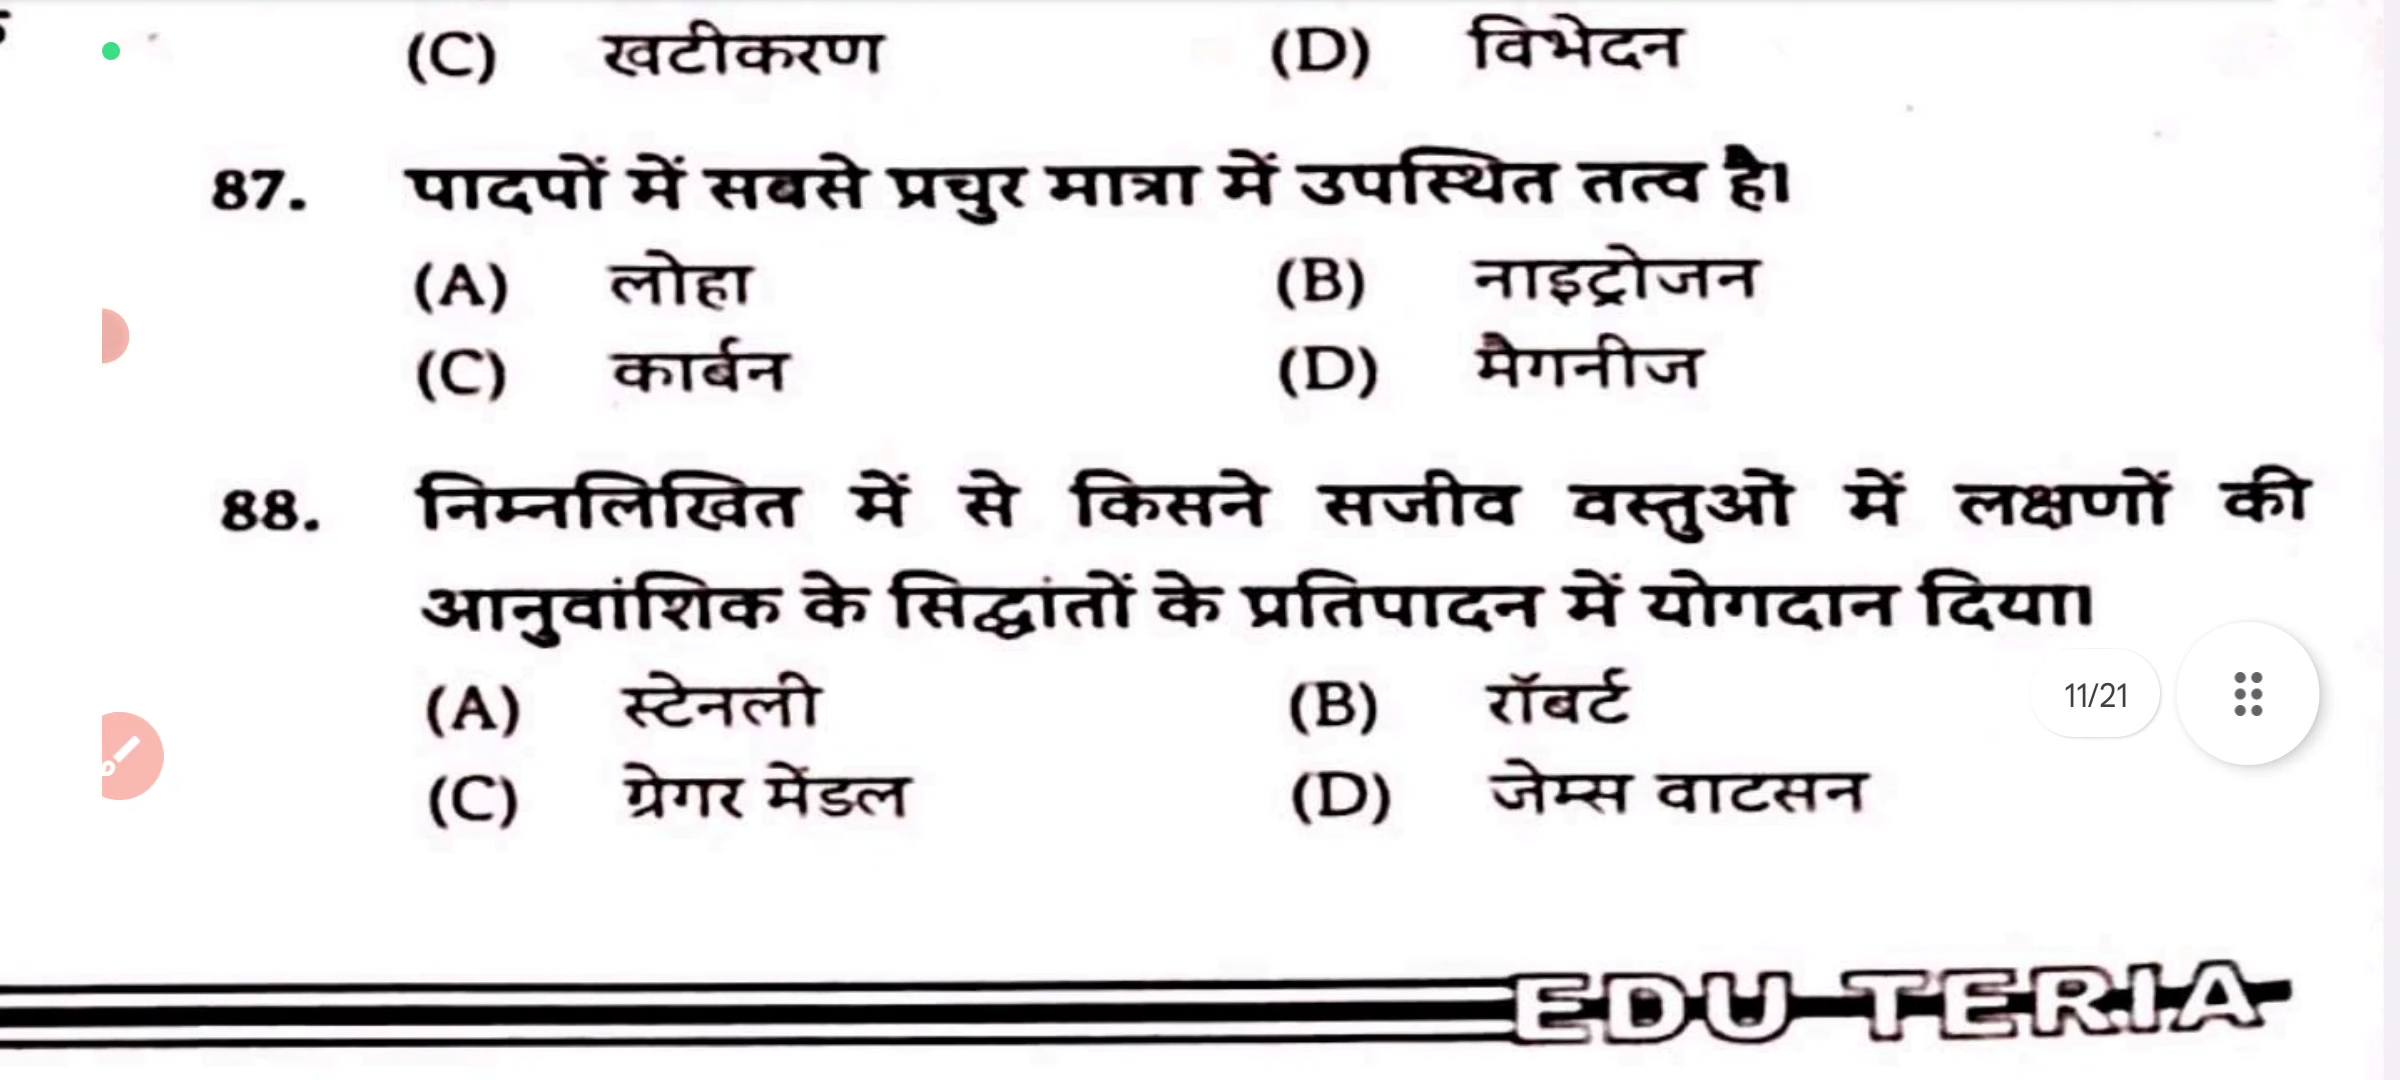 (C) खटीकरण (D) विभेदन
87. पादपों में सबसे प्रचुर मात्रा में उपस्थित तत्व है।
(A) लोहा (B) नाइट्रोजन
(C) कार्बन (D) मैगनीज
88. निम्नलिखित में से किसने सजीव वस्तुओं में लक्षणों की
आनुवांशिक के सिद्धांतों के प्रतिपादन में योगदान दिया।
(A) स्टेनली (B) रॉबर्ट
11/21
(C) ग्रेगर मेंडल (D) जेम्स वाटसन
EDU TERIA